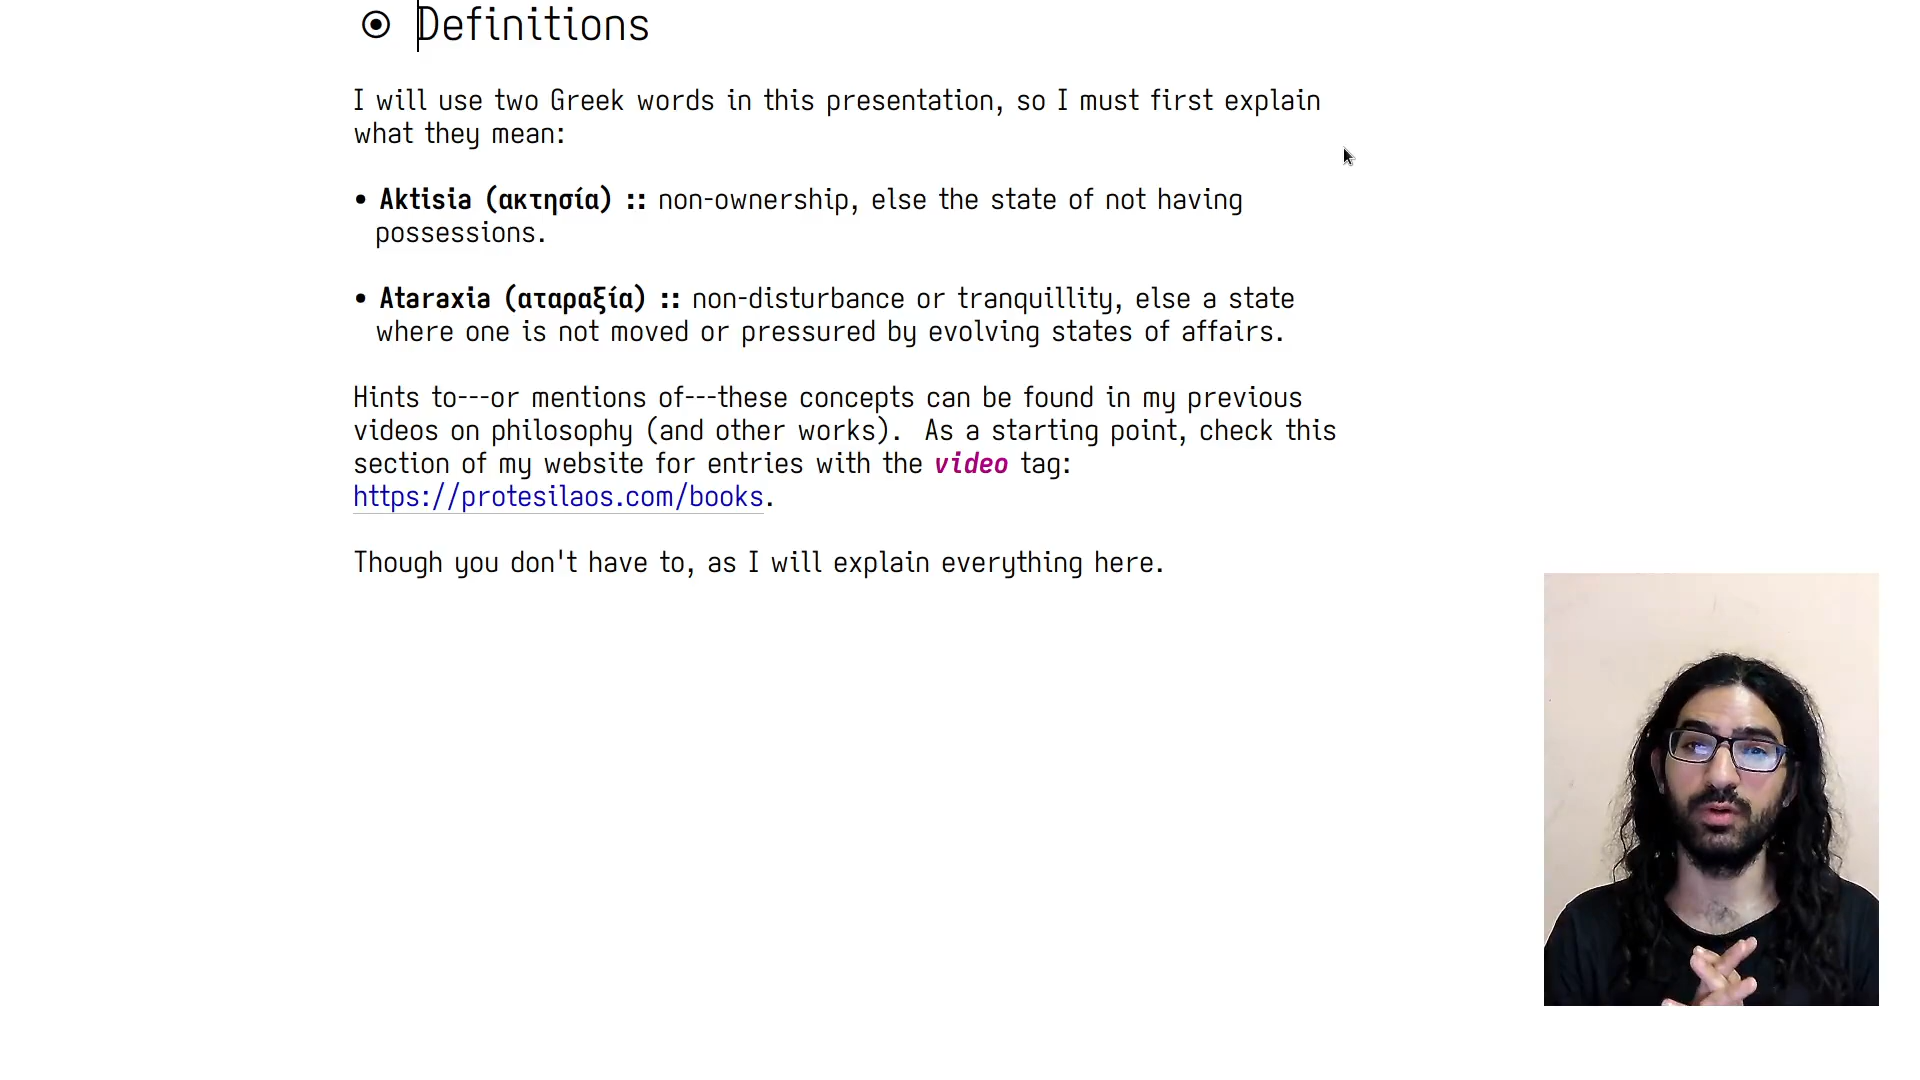 Definitions
I will use two Greek words in this presentation, so I must first explain
what they mean:
• Aktisia (ακτησία) :: non-ownership, else the state of not having
possessions.
• Ataraxia (αταραξία) :: non-disturbance or tranquillity, else a state
where one is not moved or pressured by evolving states of affairs.
Hints to---or mentions of---these concepts can be found in my previous
videos on philosophy (and other works).  As a starting point, check this
section of my website for entries with the video tag:
https://protesilaos.com/books.
Though you don't have to, as I will explain everything here.